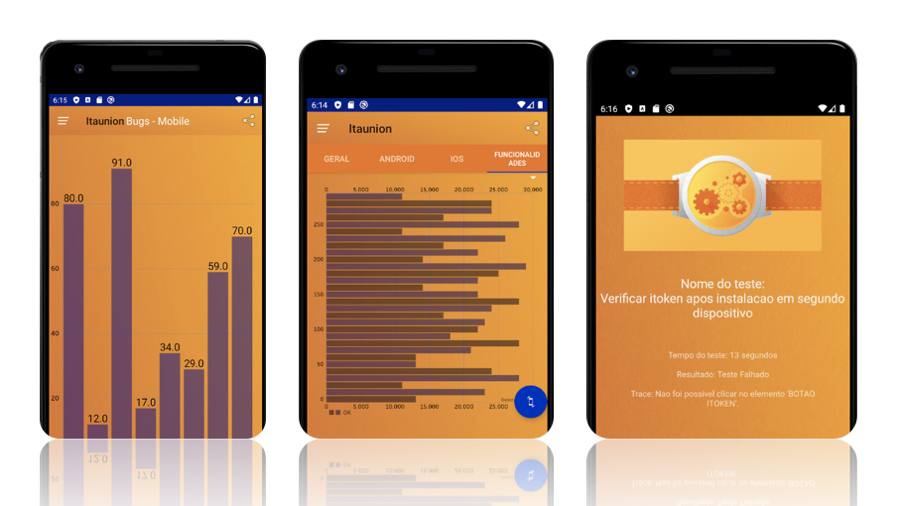 6:15
Itaunion Bugs - Mobile
91.0
80.0
80
70.0
60
59.0
40
34.0
29.0
20
17.0
12.0
6:14
Itaunion
GERAL ANDROID IOS FUNCIONALID
ADES
0 5.000 10.000 15.000 20.000 25.000 30.000
250
200
150
100
50
0 5.000 10.000 15.000 20.000 25.000
OK
6:16
Nome do teste:
Verificar itoken apos instalacao em segundo
dispositivo
Tempo do teste: 13 segundos
Resultado: Teste Falhado
Trace: Nao foi possivel clicar no elemento 'BOTAO
ITOKEN'.